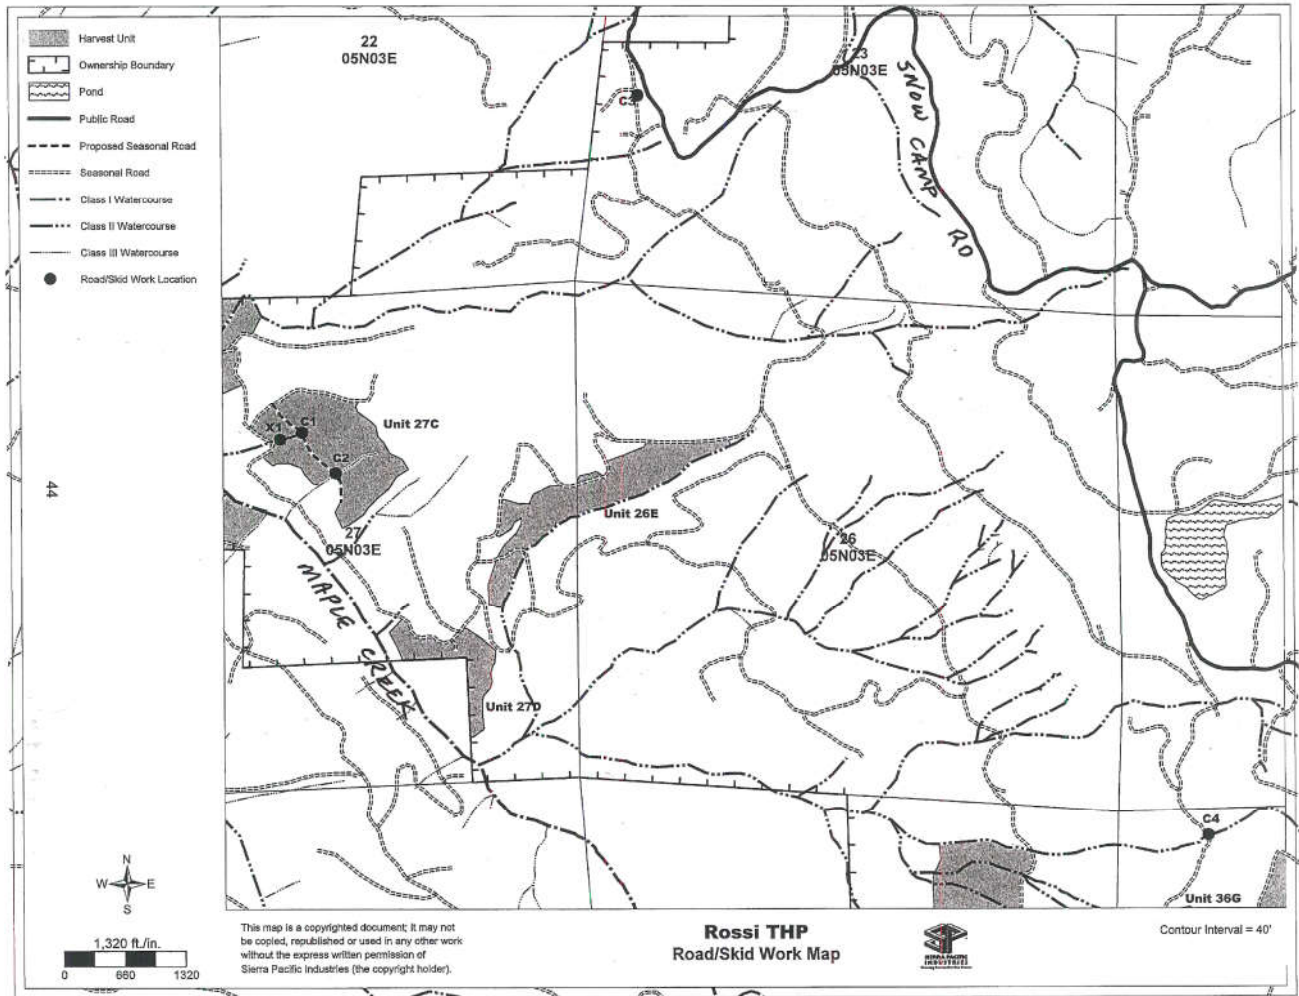 Harvest Unit
Ownership Boundary
Pond
Public Road
Proposed Seasonal Road
Seasonal Road
Class I Watercourse
Class II Watercourse
Class III Watercourse
Road/Skid Work Location
22
05N03E
C3
23
05N03E
SNOW CAMP RD
X1
C1
C2
Unit 27C
Unit 26E
27
05N03E
26
05N03E
MAPLE
CREEK
Unit 27D
C4
Unit 36G
44
N
W
E
S
1,320 ft./in.
0 660 1320
This map is a copyrighted document; it may not
be copied, republished or used in any other work
without the express written permission of
Sierra Pacific Industries (the copyright holder).
Rossi THP
Road/Skid Work Map
SIERRA PACIFIC
INDUSTRIES
Contour Interval = 40'